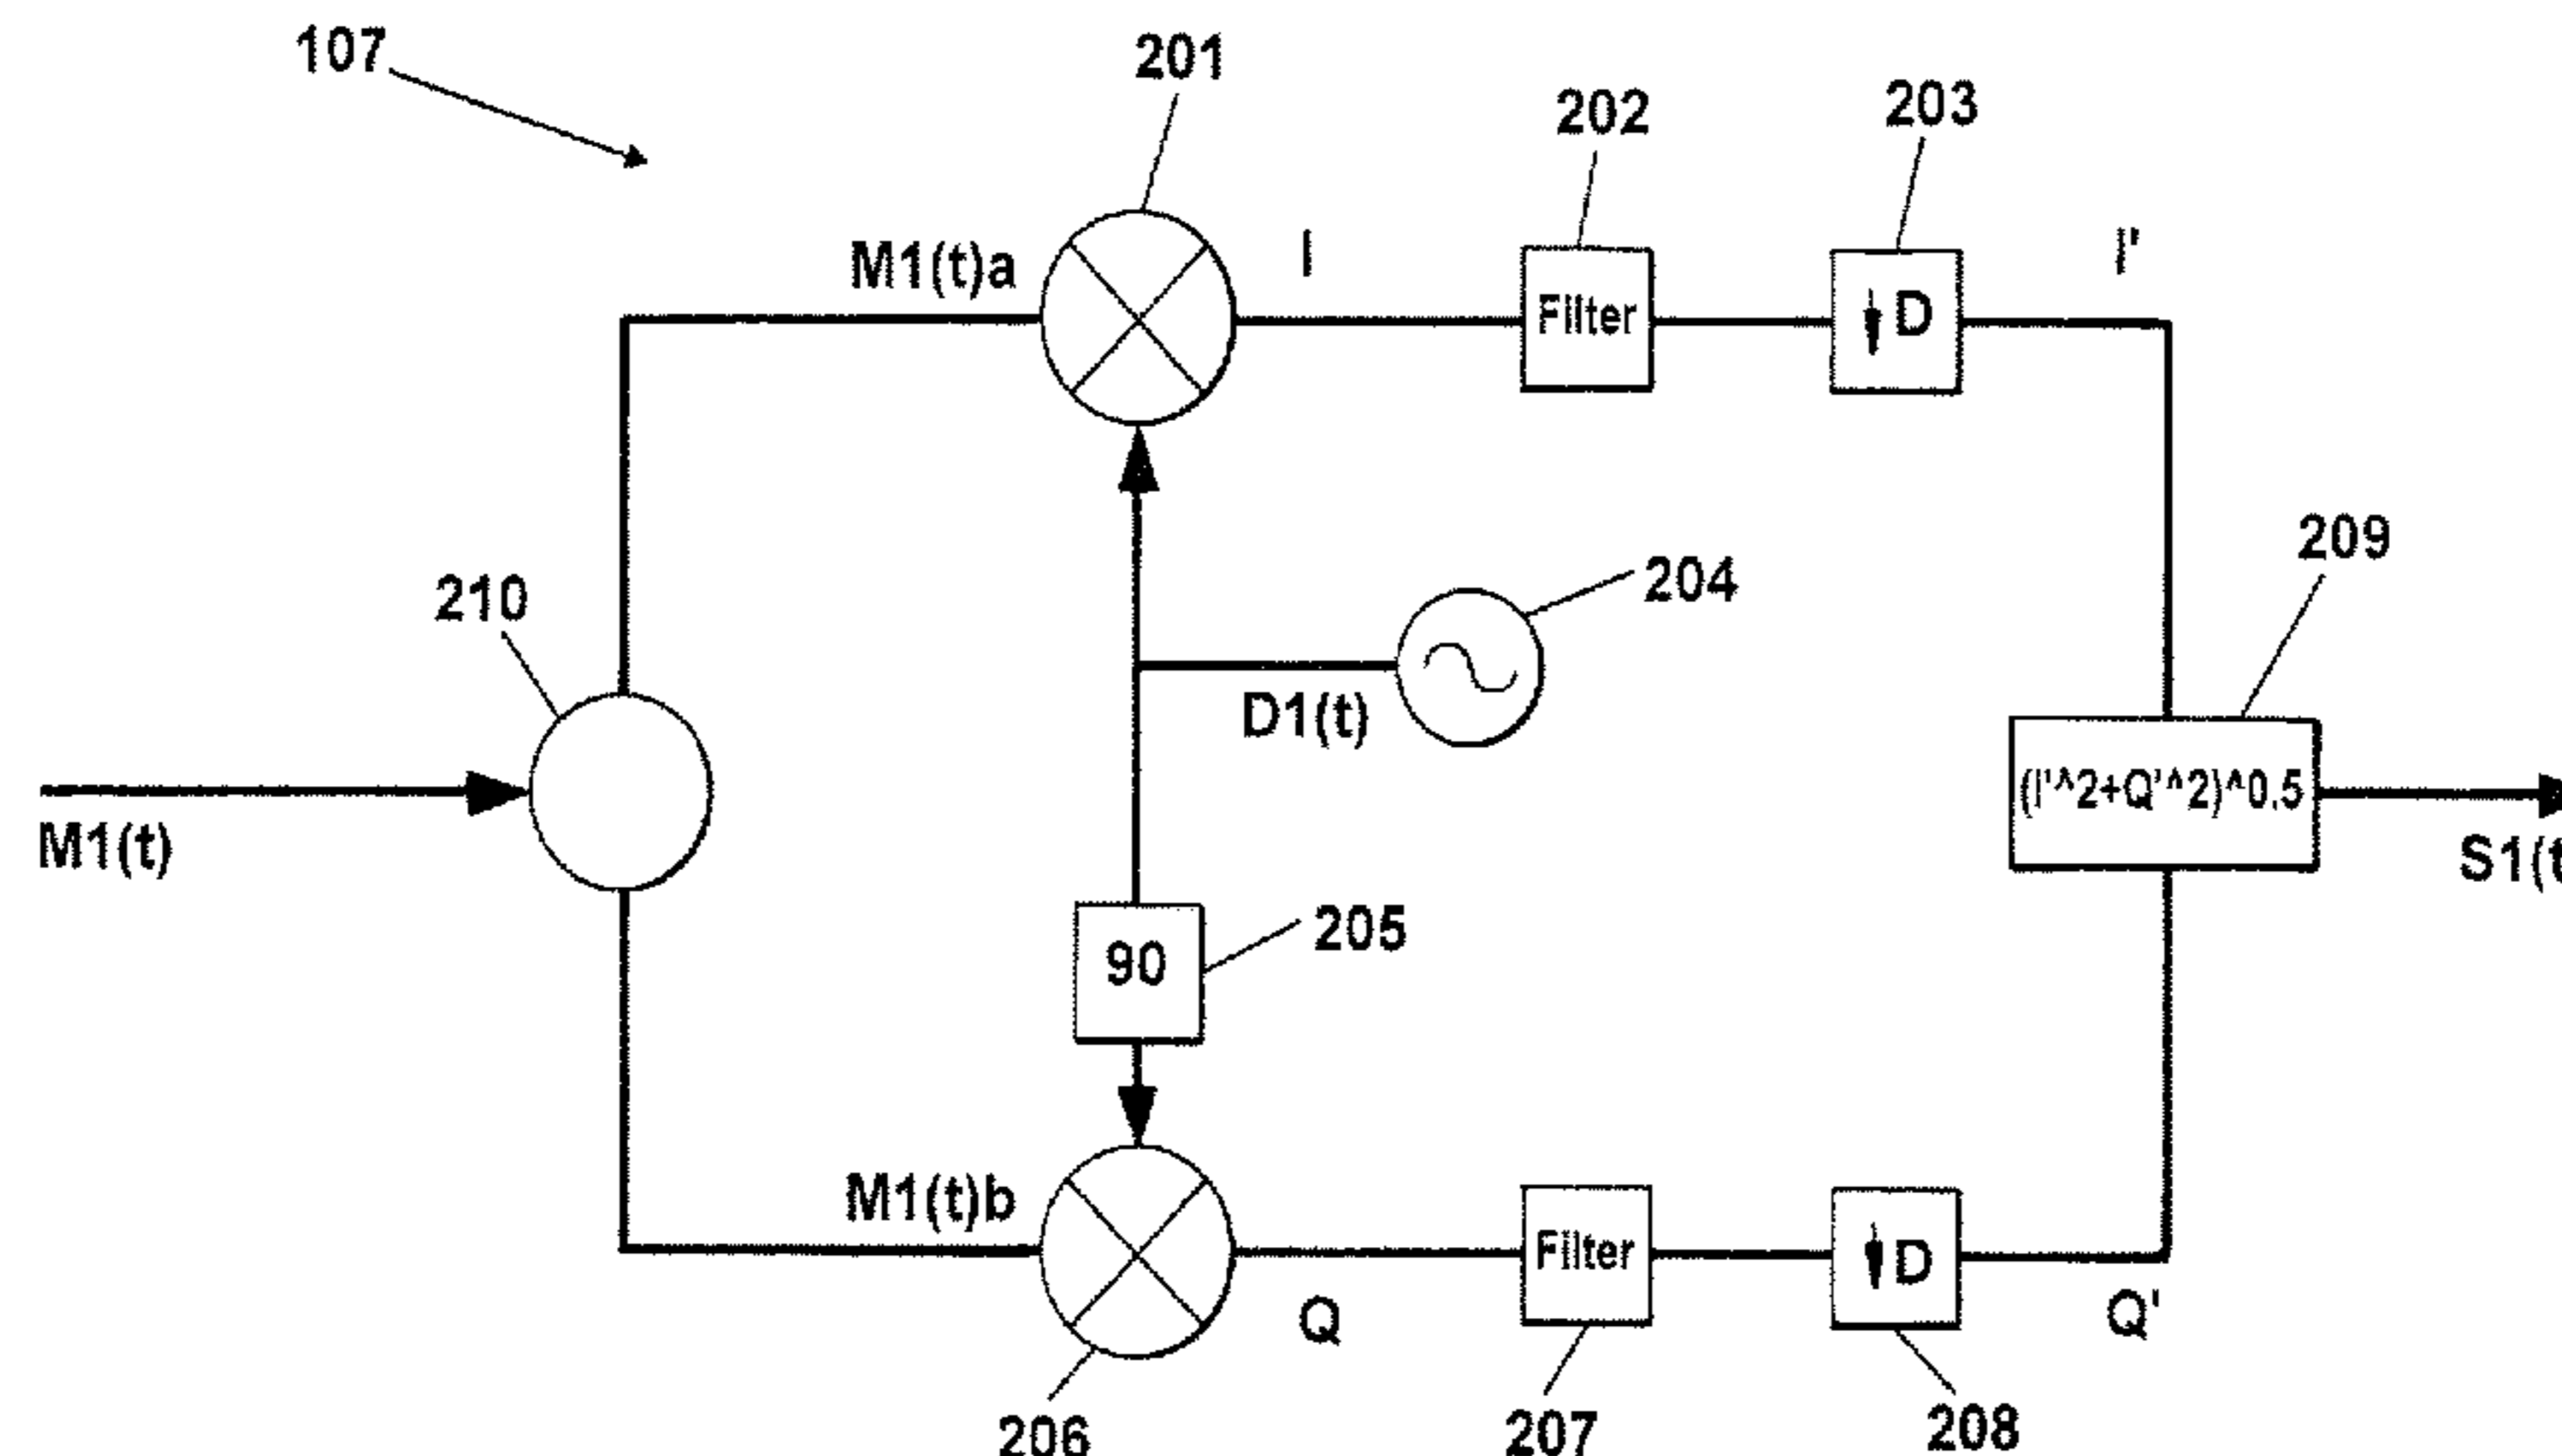 107
201
202
203
M1(t)a
I
I'
Filter
D
210
204
209
D1(t)
M1(t)
(I'^2+Q'^2)^0.5
S1(t
90
205
M1(t)b
Filter
D
Q
Q'
206
207
208